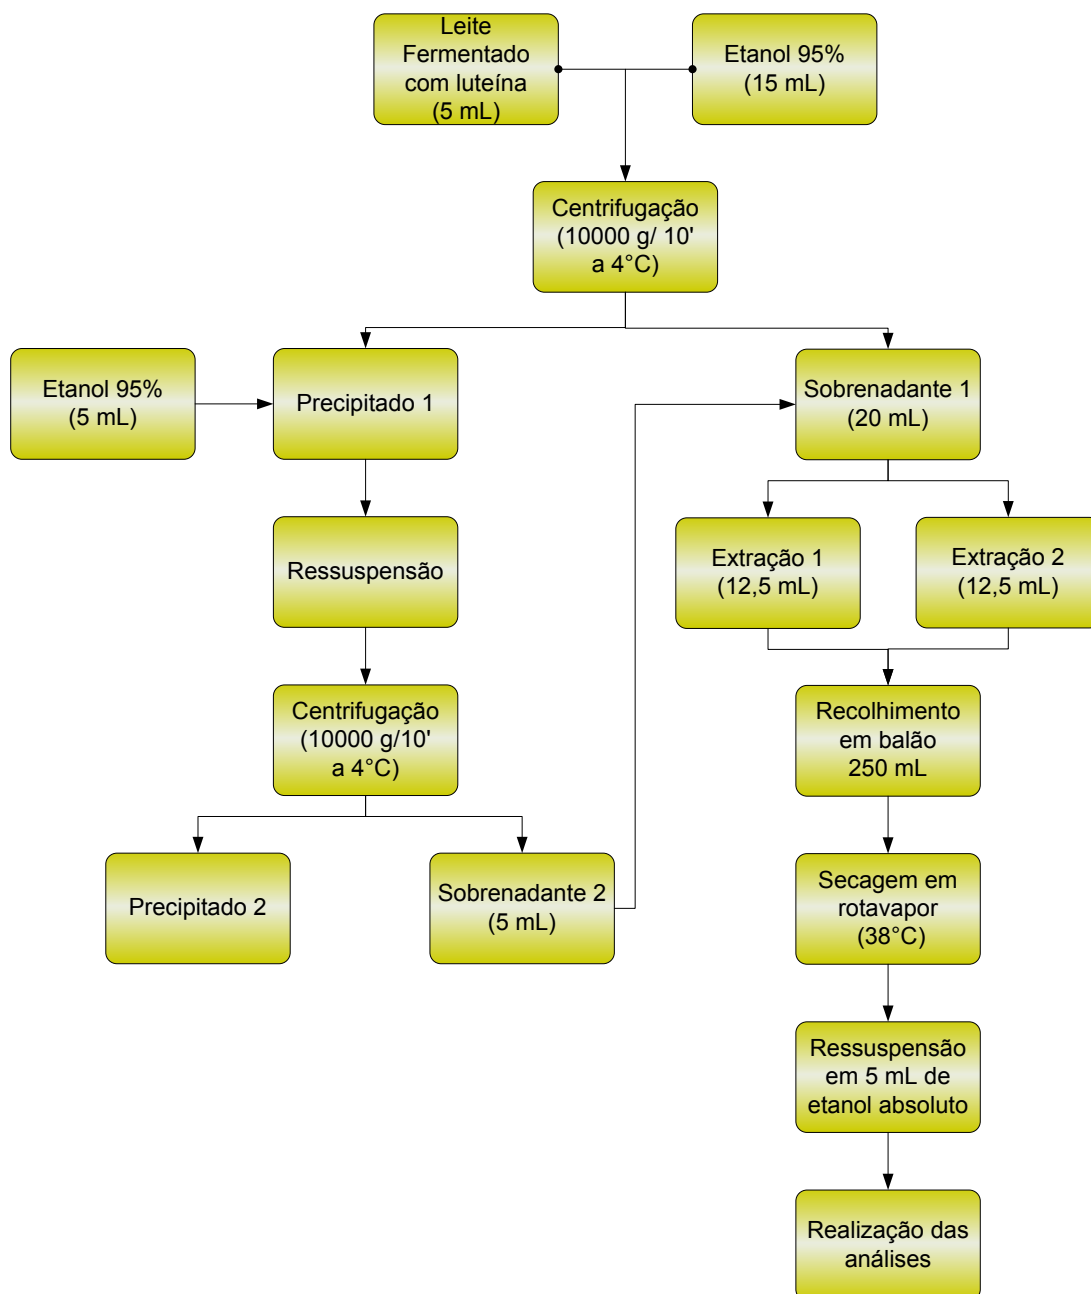 Leite
Fermentado
com luteína
(5 mL)
Etanol 95%
(15 mL)
Centrifugação
(10000 g/ 10'
a 4°C)
Etanol 95%
(5 mL)
Precipitado 1
Sobrenadante 1
(20 mL)
Ressuspensão
Extração 1
(12,5 mL)
Extração 2
(12,5 mL)
Centrifugação
(10000 g/10'
a 4°C)
Recolhimento
em balão
250 mL
Precipitado 2
Sobrenadante 2
(5 mL)
Secagem em
rotavapor
(38°C)
Ressuspensão
em 5 mL de
etanol absoluto
Realização das
análises